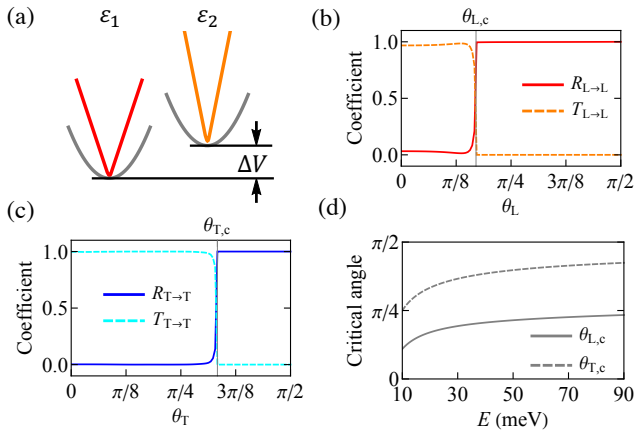 (a)
ε1
ε2
ΔV
(b)
θL,c
1.0
0.5
0.0
Coefficient
RL→L
TL→L
0
π/8
π/4
3π/8
π/2
θL
(c)
θT,c
1.0
0.5
0.0
Coefficient
RT→T
TT→T
0
π/8
π/4
3π/8
π/2
θT
(d)
π/2
π/4
0
Critical angle
θL,c
θT,c
10
30
50
70
90
E (meV)